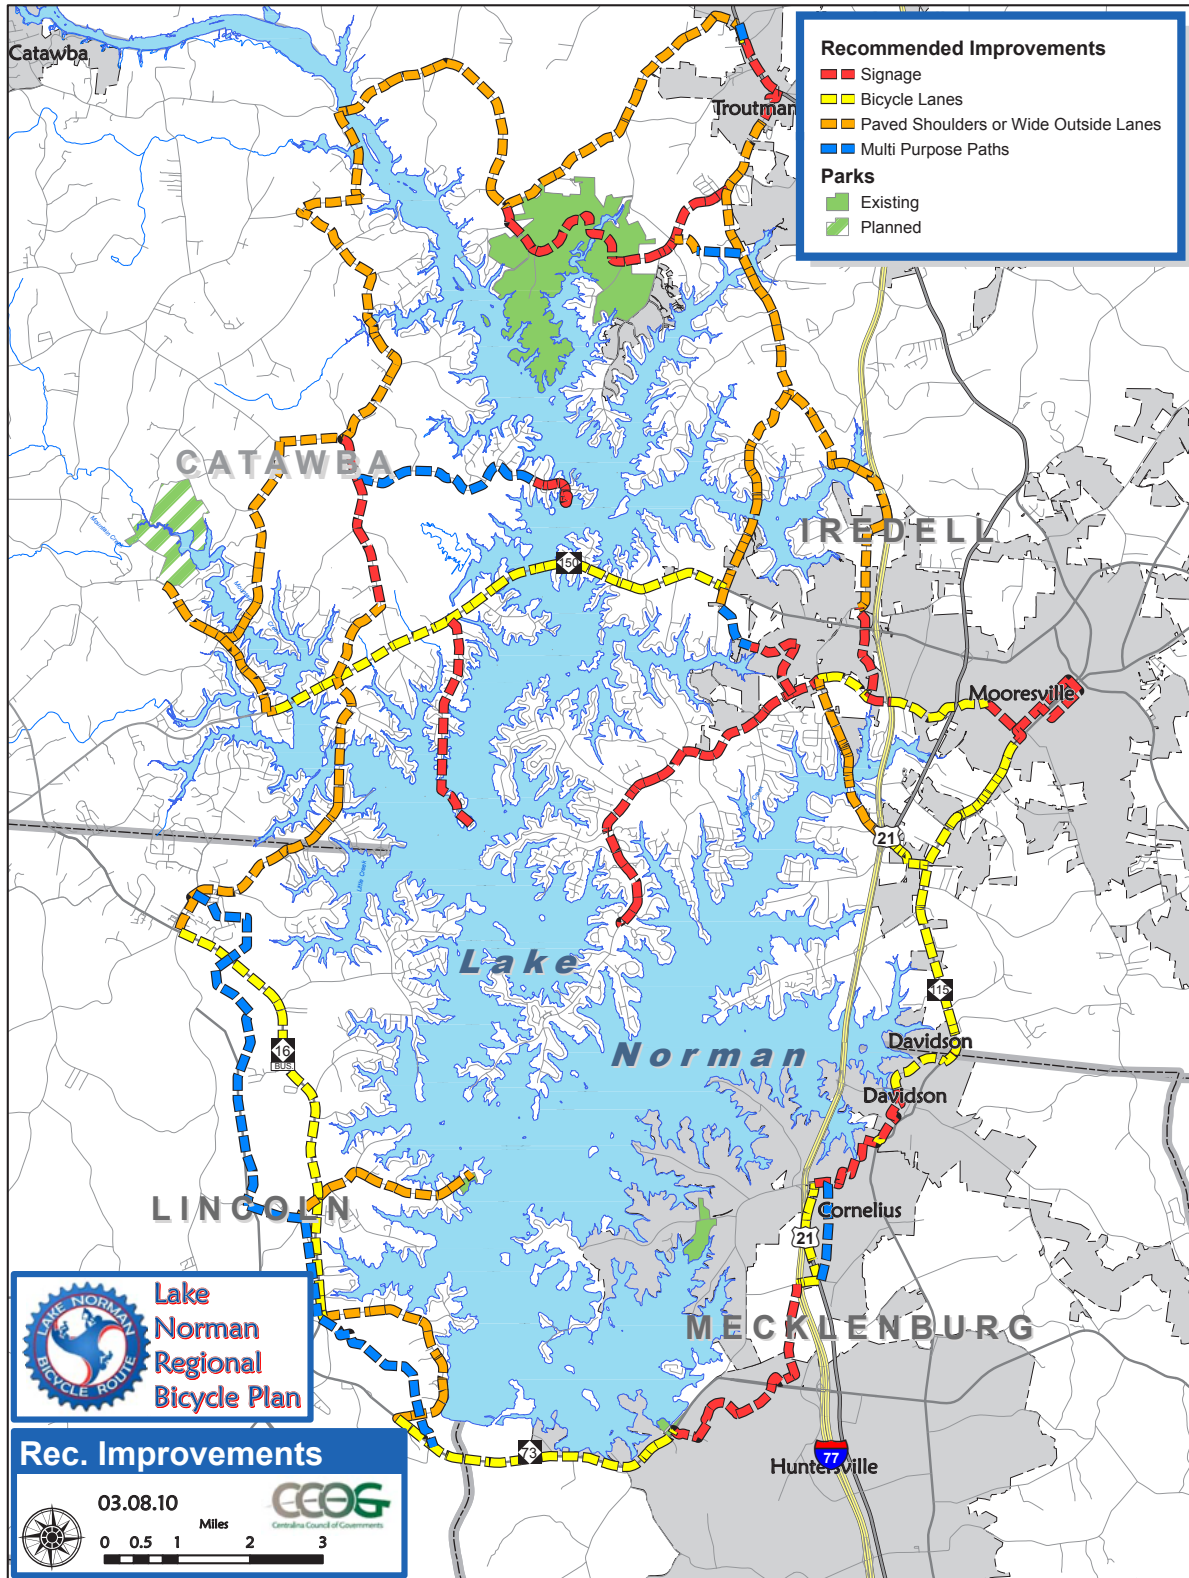 Catawba
Troutman
Recommended Improvements
Signage
Bicycle Lanes
Paved Shoulders or Wide Outside Lanes
Multi Purpose Paths
Parks
Existing
Planned
CATAWBA
IREDELL
150
Mooresville
21
Little Creek
Lake
Norman
115
16
BUS.
Davidson
Davidson
LINCOLN
Cornelius
21
MECKLENBURG
73
Huntersville
77
LAKE NORMAN
BICYCLE ROUTE
Lake
Norman
Regional
Bicycle Plan
Rec. Improvements
03.08.10
CCOG
Centralina Council of Governments
Miles
0 0.5 1 2 3